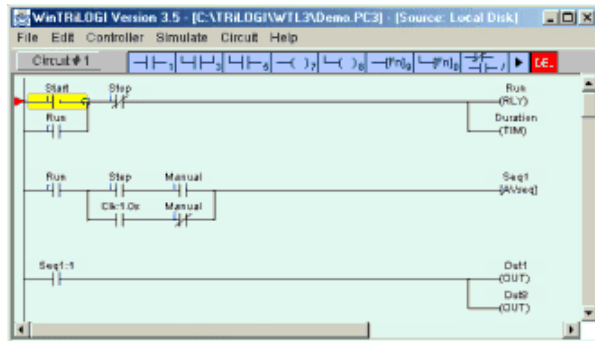 WinTRiLOGI Version 3.5 - [C:\TRiLOGI\WTL3\Demo.PC3] - [Source: Local Disk]
File Edit Controller Simulate Circuit Help
Circuit # 1
Start Stop Run
(RLY)
Run Duration
(TIM)
Run Step Manual Seq1
[AVseq]
Clk:1.0s Manual
Seq1:1 Out1
(OUT)
(OUT)